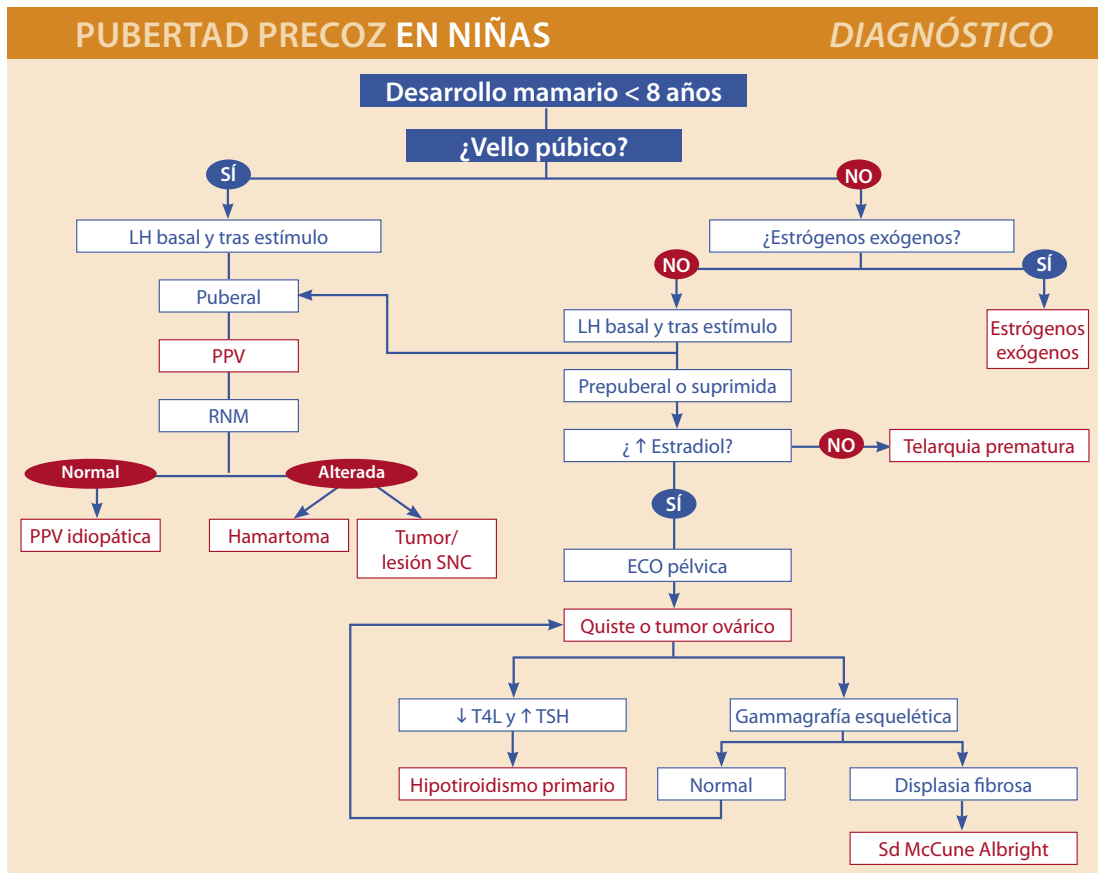 PUBERTAD PRECOZ EN NIÑAS
DIAGNÓSTICO
Desarrollo mamario < 8 años
¿Vello púbico?
SÍ
NO
LH basal y tras estímulo
¿Estrógenos exógenos?
NO
SÍ
Puberal
LH basal y tras estímulo
Estrógenos
exógenos
PPV
Prepuberal o suprimida
RNM
¿ ↑ Estradiol?
NO
Telarquia prematura
Normal
Alterada
SÍ
PPV idiopática
Hamartoma
Tumor/
lesión SNC
ECO pélvica
Quiste o tumor ovárico
↓ T4L y ↑ TSH
Gammagrafía esquelética
Hipotiroidismo primario
Normal
Displasia fibrosa
Sd McCune Albright